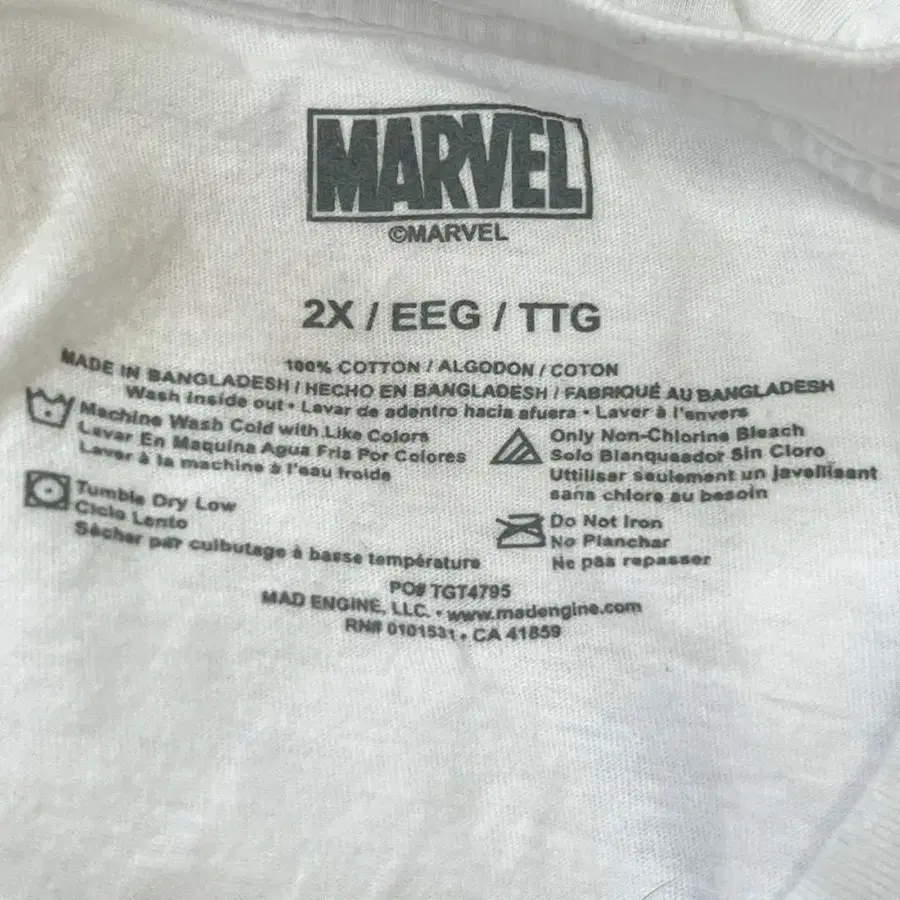 MARVEL
©MARVEL
2X / EEG / TTG
100% COTTON / ALGODON / COTON
MADE IN BANGLADESH / HECHO EN BANGLADESH / FABRIQUÉ AU BANGLADESH
Wash inside out • Lavar de adentro hacia afuera • Laver à l'envers
Machine Wash Cold with Like Colors
Lavar En Maquina Agua Fria Por Colores
Laver à la machine à l'eau froide
Only Non-Chlorine Bleach
Solo Blanqueador Sin Cloro
Uttiliser seulement un javellisant
sans chlore au besoin
Tumble Dry Low
Ciclo Lento
Sècher par culbutage à basse température
Do Not Iron
No Planchar
Ne pas repasser
PO# TGT4795
MAD ENGINE, LLC. • www.madengine.com
RN# 0101531 • CA 41859